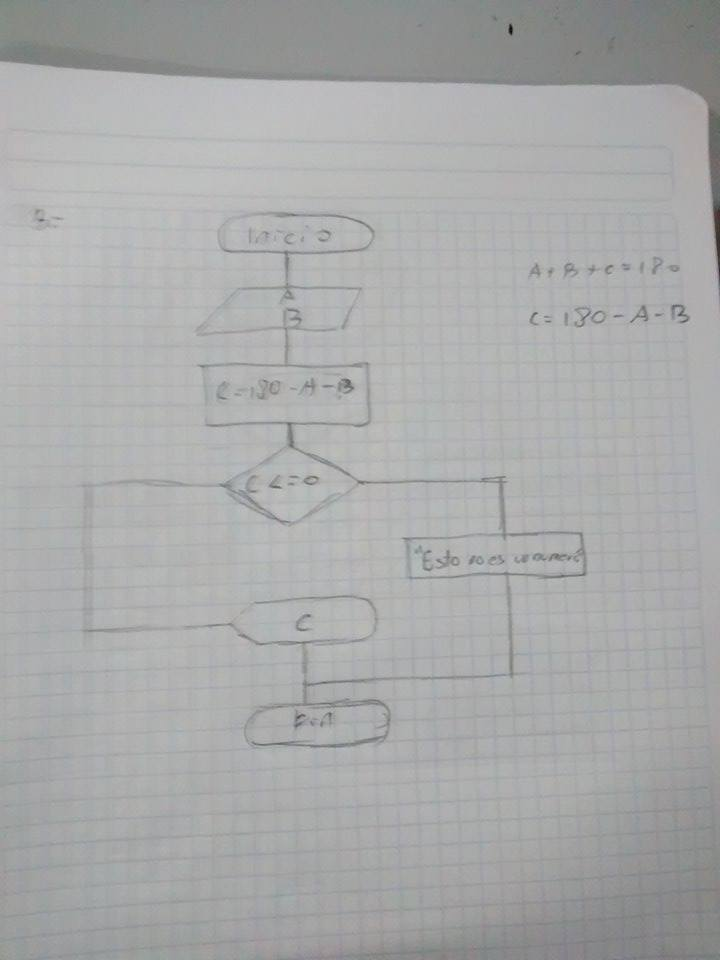 3-
Inicio
A
B
C=180-A-B
C <=0
"Esto no es un numero
C
Fin
A+B+C=180
C=180-A-B